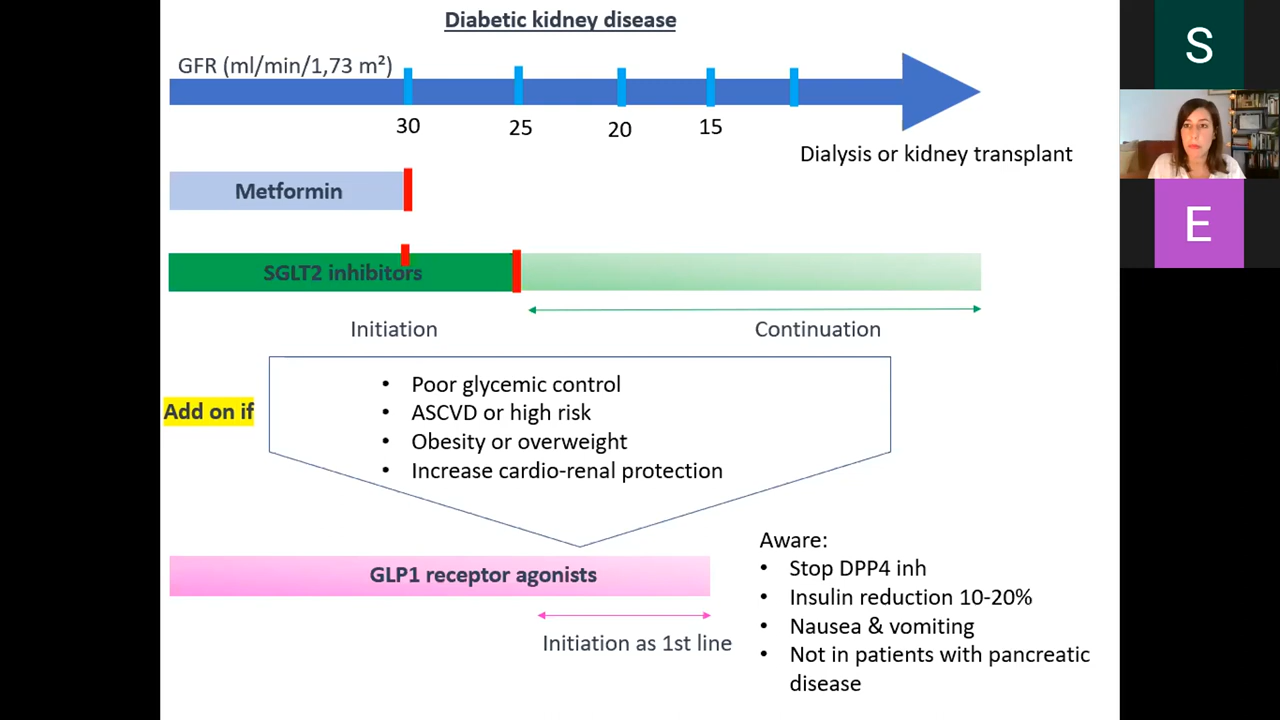 Diabetic kidney disease
GFR (ml/min/1,73 m²)
30
25
20
15
Dialysis or kidney transplant
Metformin
SGLT2 inhibitors
Initiation
Continuation
Add on if
• Poor glycemic control
• ASCVD or high risk
• Obesity or overweight
• Increase cardio-renal protection
GLP1 receptor agonists
Initiation as 1st line
Aware:
• Stop DPP4 inh
• Insulin reduction 10-20%
• Nausea & vomiting
• Not in patients with pancreatic
disease
S
E